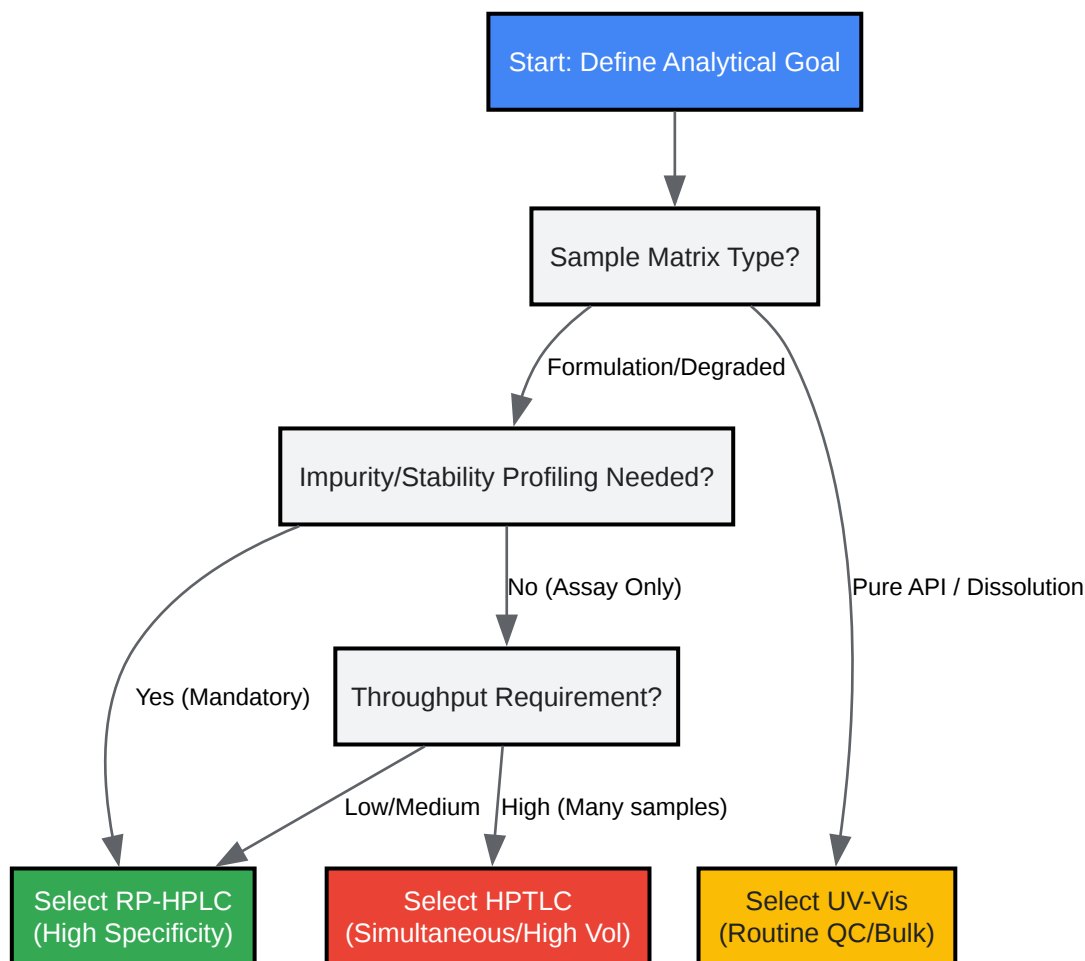 Start: Define Analytical Goal
Sample Matrix Type?
Formulation/Degraded
Impurity/Stability Profiling Needed?
No (Assay Only)
Pure API / Dissolution
Yes (Mandatory)
Throughput Requirement?
Low/Medium
High (Many samples)
Select RP-HPLC
(High Specificity)
Select HPTLC
(Simultaneous/High Vol)
Select UV-Vis
(Routine QC/Bulk)